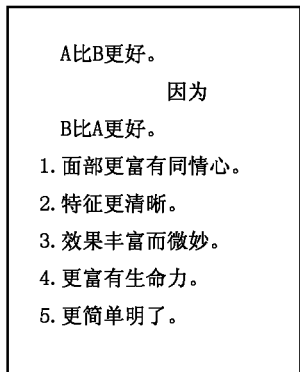 A比B更好。
因为
B比A更好。
1.面部更富有同情心。
2.特征更清晰。
3.效果丰富而微妙。
4.更富有生命力。
5.更简单明了。